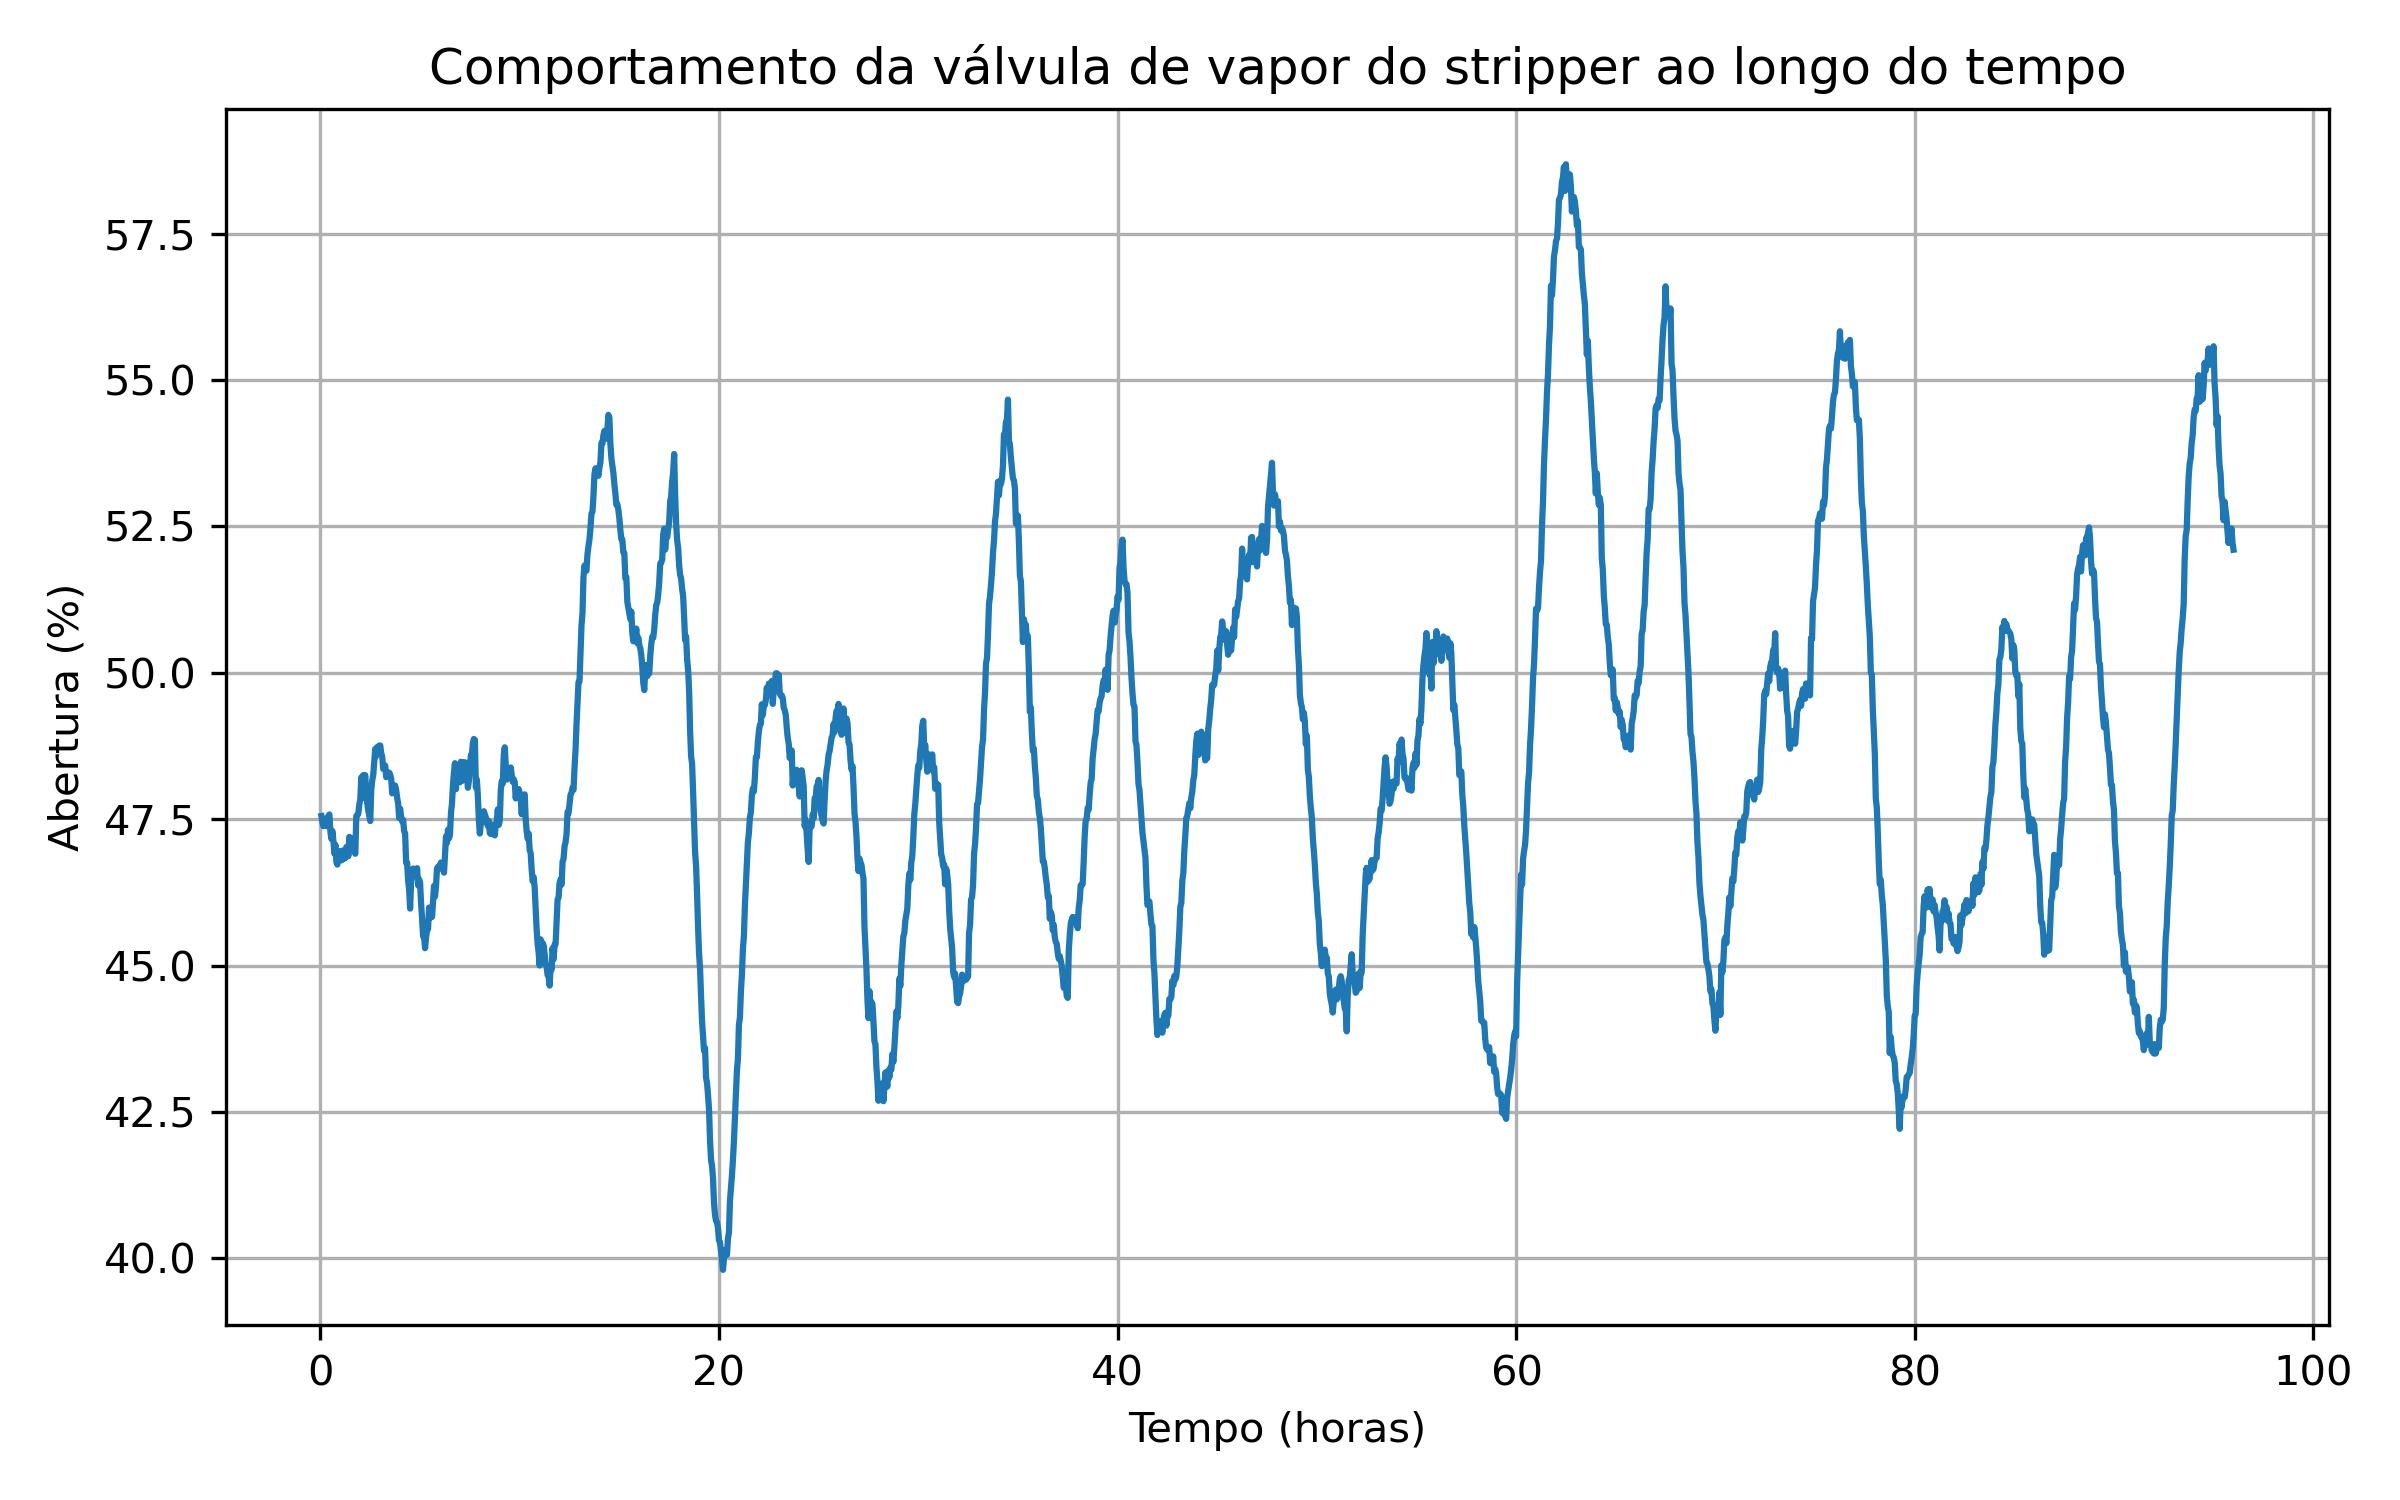 Comportamento da válvula de vapor do stripper ao longo do tempo
Abertura (%)
57.5
55.0
52.5
50.0
47.5
45.0
42.5
40.0
0 20 40 60 80 100
Tempo (horas)